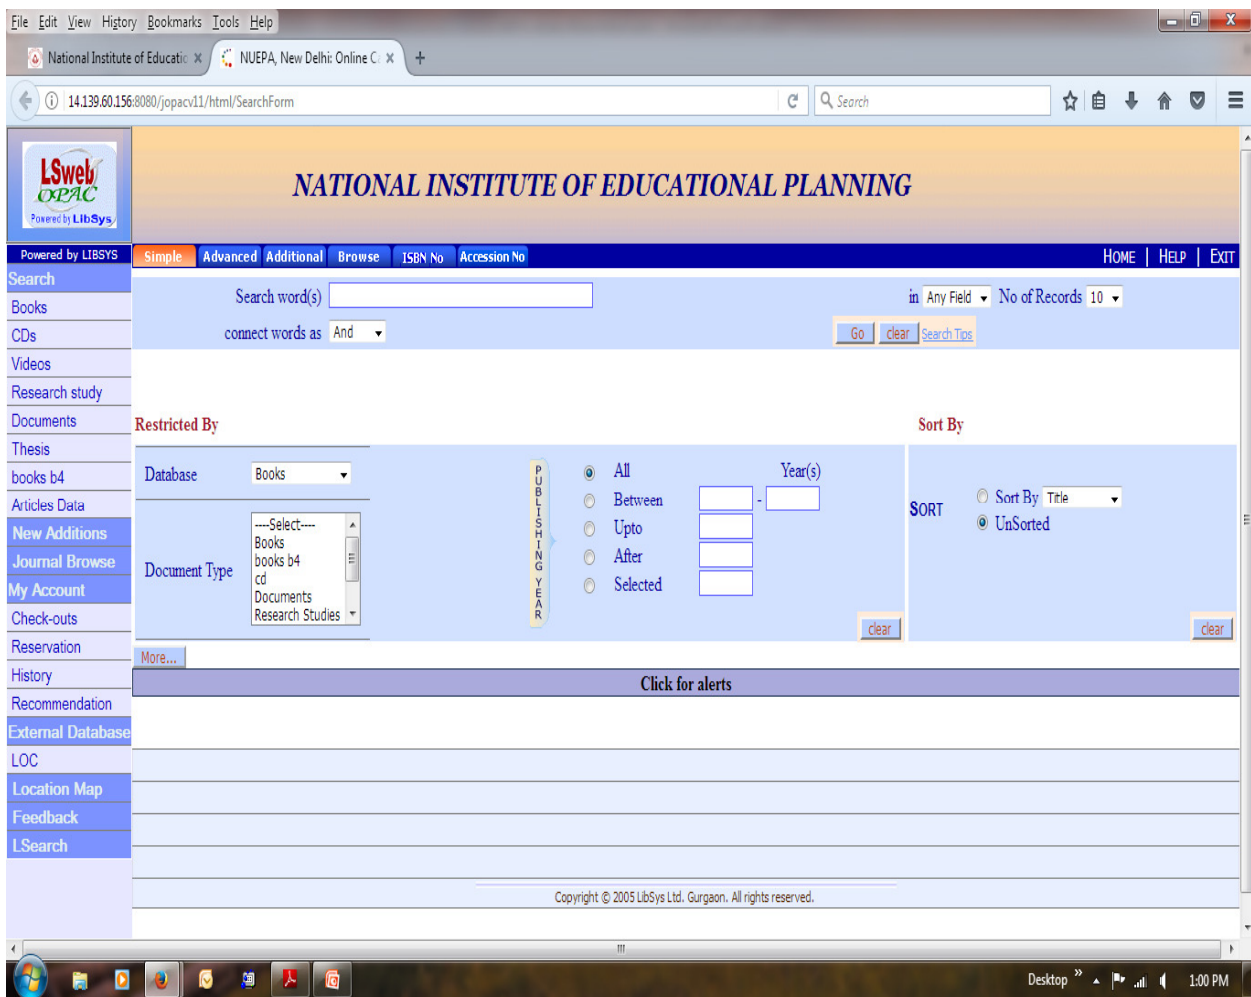 File Edit View History Bookmarks Tools Help
National Institute of Educatic × NUEPA, New Delhi: Online C × +
14.139.60.156:8080/jopacv11/html/SearchForm Search
LSweb
OPAC
Powered by LibSys
NATIONAL INSTITUTE OF EDUCATIONAL PLANNING
Powered by LIBSYS Simple Advanced Additional Browse ISBN No Accession No HOME | HELP | EXIT
Search
Books
CDs
Videos
Research study
Documents
Thesis
books b4
Articles Data
New Additions
Journal Browse
My Account
Check-outs
Reservation
History
Recommendation
External Database
LOC
Location Map
Feedback
LSearch
Search word(s) in Any Field No of Records 10
connect words as And Go clear Search Tips
Restricted By
Database Books
Document Type
----Select----
Books
books b4
cd
Documents
Research Studies
PUBLISHING YEAR
All Year(s)
Between -
Upto
After
Selected
clear
Sort By
SORT
Sort By Title
UnSorted
clear
More...
Click for alerts
Copyright © 2005 LibSys Ltd. Gurgaon. All rights reserved.
Desktop » 1:00 PM